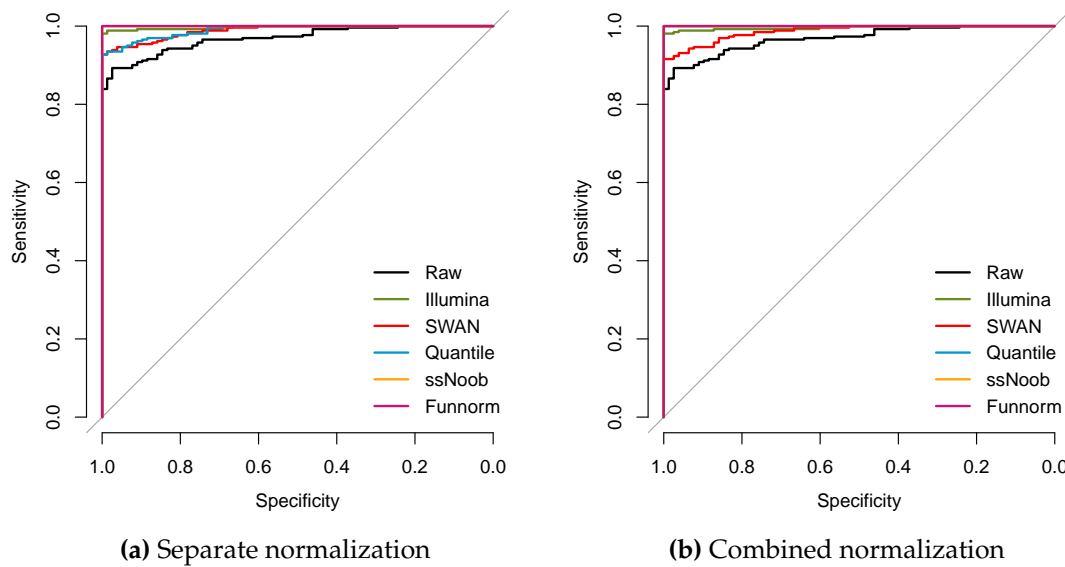 1.0
0.8
0.6
0.4
0.2
0.0
Sensitivity
Raw
Illumina
SWAN
Quantile
ssNoob
Funnorm
1.0 0.8 0.6 0.4 0.2 0.0
Specificity
(a) Separate normalization
1.0
0.8
0.6
0.4
0.2
0.0
Sensitivity
Raw
Illumina
SWAN
Quantile
ssNoob
Funnorm
1.0 0.8 0.6 0.4 0.2 0.0
Specificity
(b) Combined normalization